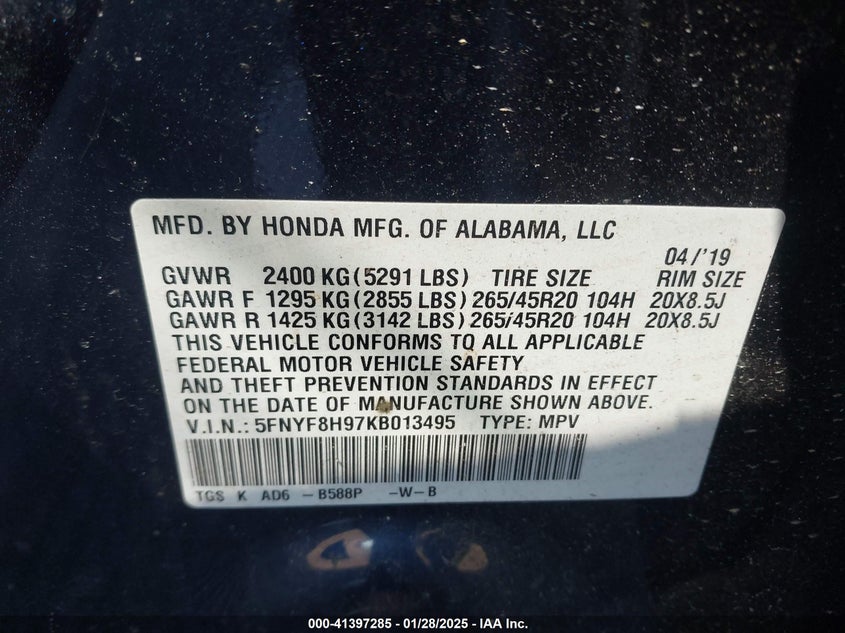 MFD. BY HONDA MFG. OF ALABAMA, LLC
04/'19
GVWR 2400 KG (5291 LBS) TIRE SIZE RIM SIZE
GAWR F 1295 KG (2855 LBS) 265/45R20 104H 20X8.5J
GAWR R 1425 KG (3142 LBS) 265/45R20 104H 20X8.5J
THIS VEHICLE CONFORMS TO ALL APPLICABLE
FEDERAL MOTOR VEHICLE SAFETY
AND THEFT PREVENTION STANDARDS IN EFFECT
ON THE DATE OF MANUFACTURE SHOWN ABOVE.
V.I.N.: 5FNYF8H97KB013495 TYPE: MPV
TGS K AD6 -B588P -W-B
000-41397285 - 01/28/2025 - IAA Inc.